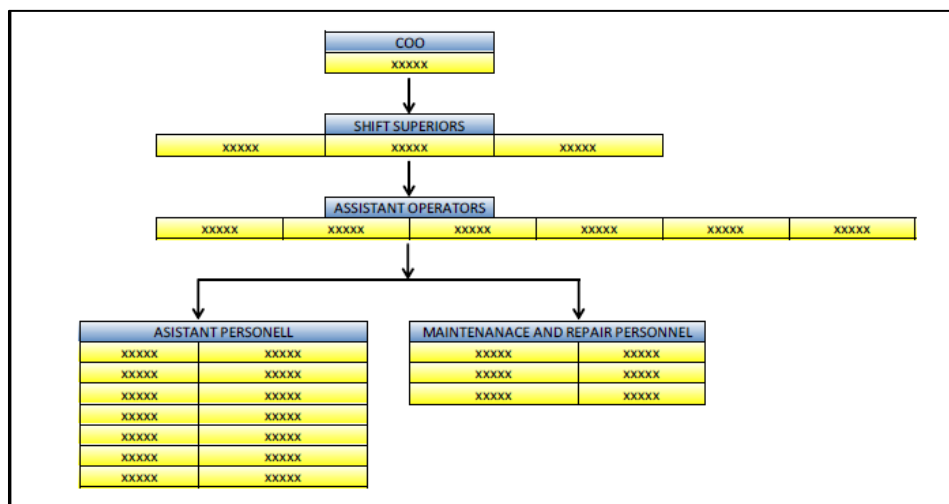 COO
xxxxx
SHIFT SUPERIORS
xxxxx xxxxx xxxxx
ASSISTANT OPERATORS
xxxxx xxxxx xxxxx xxxxx xxxxx xxxxx
ASISTANT PERSONELL
xxxxx xxxxx
xxxxx xxxxx
xxxxx xxxxx
xxxxx xxxxx
xxxxx xxxxx
xxxxx xxxxx
xxxxx xxxxx
MAINTENANACE AND REPAIR PERSONNEL
xxxxx xxxxx
xxxxx xxxxx
xxxxx xxxxx